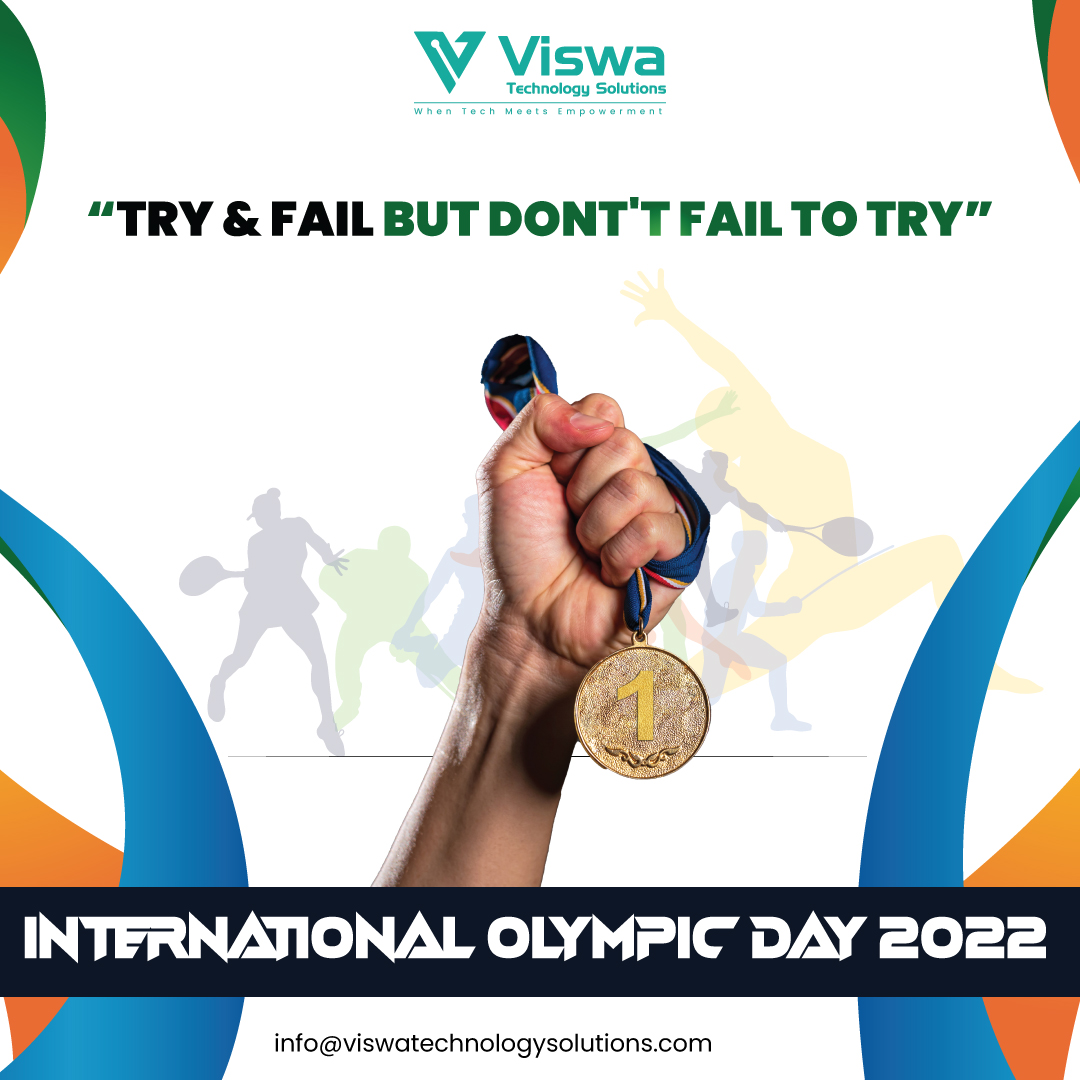 Viswa
Technology Solutions
When Tech Meets Empowerment
“TRY & FAIL BUT DONT'T FAIL TO TRY”
1
INTERNATIONAL OLYMPIC DAY 2022
info@viswatechnologysolutions.com